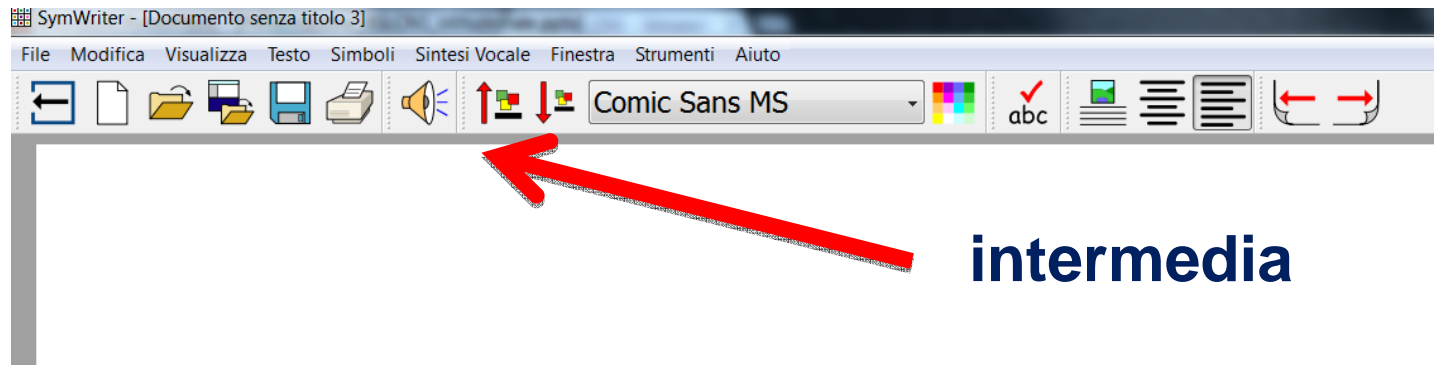 SymWriter - [Documento senza titolo 3]
File Modifica Visualizza Testo Simboli Sintesi Vocale Finestra Strumenti Aiuto
Comic Sans MS
abc
intermedia